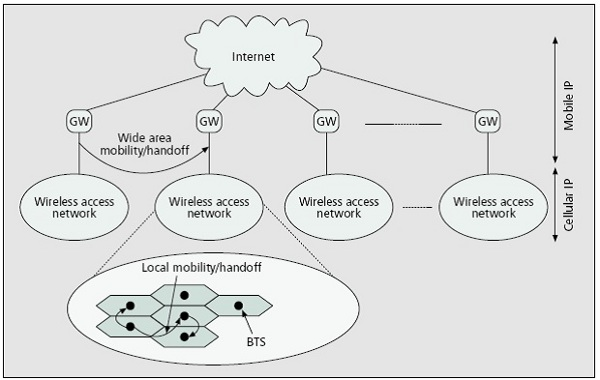 Internet
Mobile IP
GW
GW
GW
GW
Wide area
mobility/handoff
Wireless access
network
Wireless access
network
Wireless access
network
Wireless access
network
Cellular IP
Local mobility/handoff
BTS